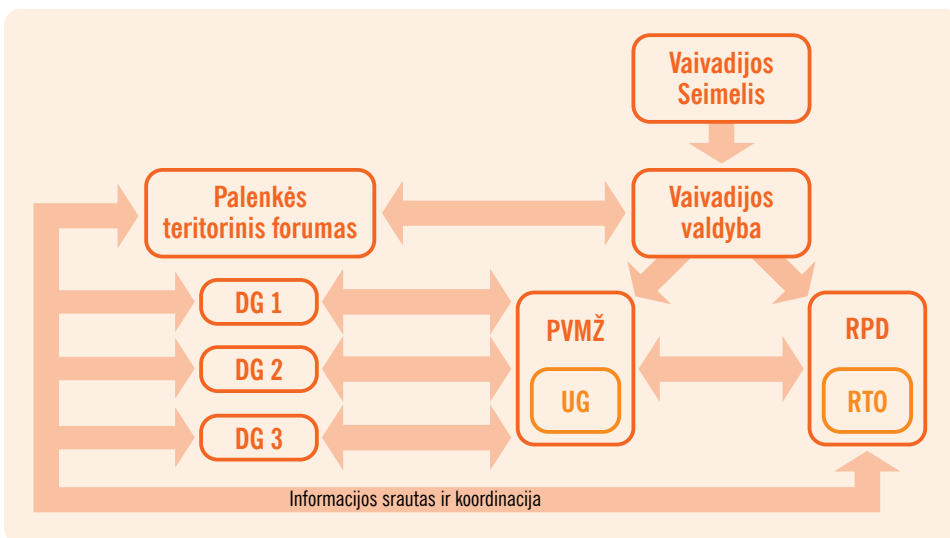 Vaivadijos
Seimelis
Palenkės
teritorinis forumas
Vaivadijos
valdyba
DG 1
DG 2
DG 3
PVMŽ
UG
RPD
RTO
Informacijos srautas ir koordinacija